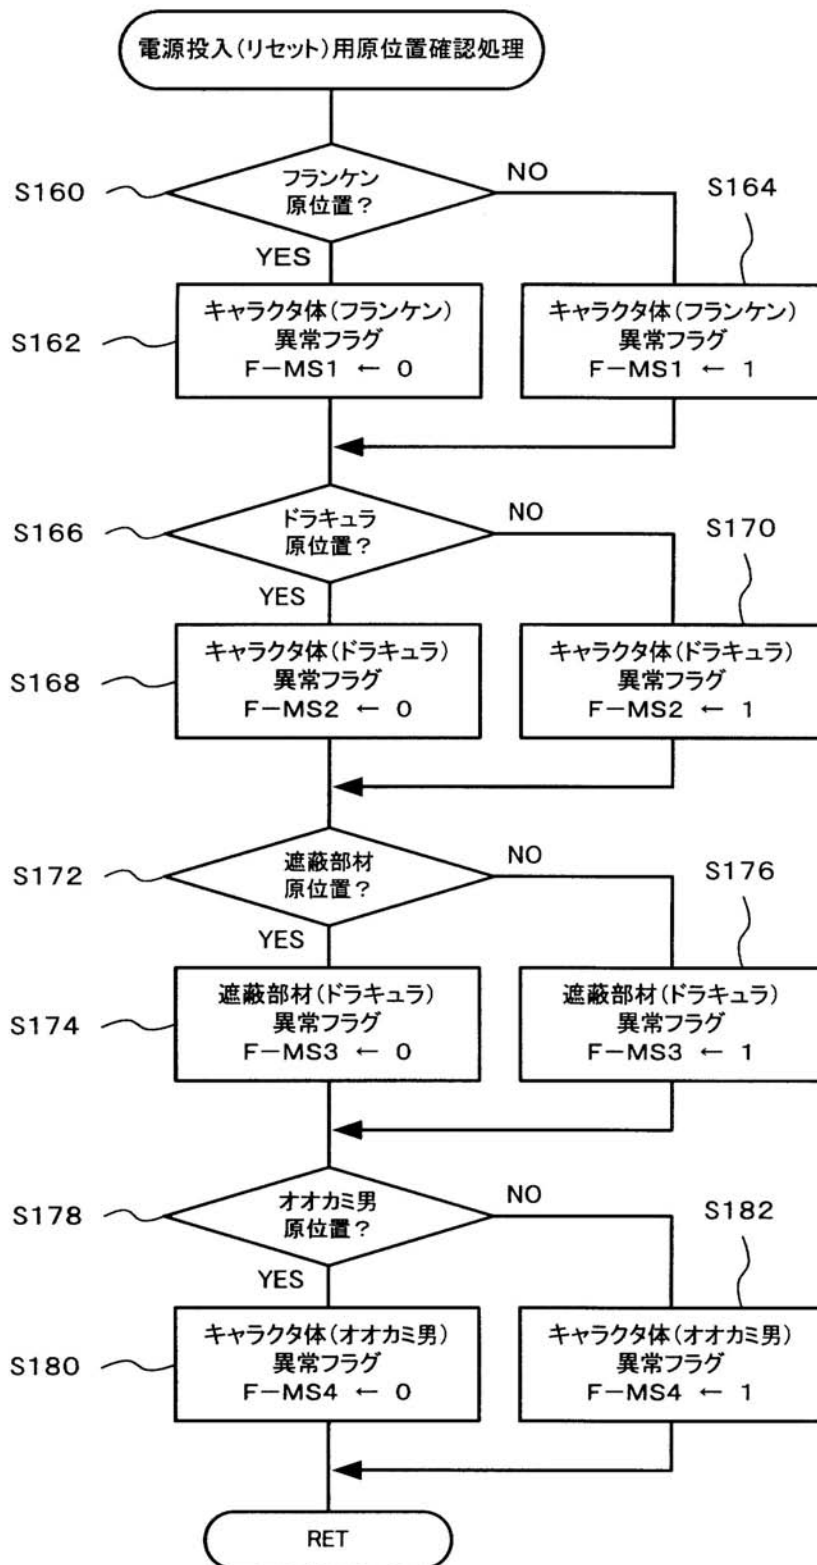 電源投入(リセット)用原位置確認処理
S160
フランケン
原位置?
NO
YES
S164
S162
キャラクタ体(フランケン)
異常フラグ
F-MS1 ← 0
キャラクタ体(フランケン)
異常フラグ
F-MS1 ← 1
S166
ドラキュラ
原位置?
NO
YES
S170
S168
キャラクタ体(ドラキュラ)
異常フラグ
F-MS2 ← 0
キャラクタ体(ドラキュラ)
異常フラグ
F-MS2 ← 1
S172
遮蔽部材
原位置?
NO
YES
S176
S174
遮蔽部材(ドラキュラ)
異常フラグ
F-MS3 ← 0
遮蔽部材(ドラキュラ)
異常フラグ
F-MS3 ← 1
S178
オオカミ男
原位置?
NO
YES
S182
S180
キャラクタ体(オオカミ男)
異常フラグ
F-MS4 ← 0
キャラクタ体(オオカミ男)
異常フラグ
F-MS4 ← 1
RET